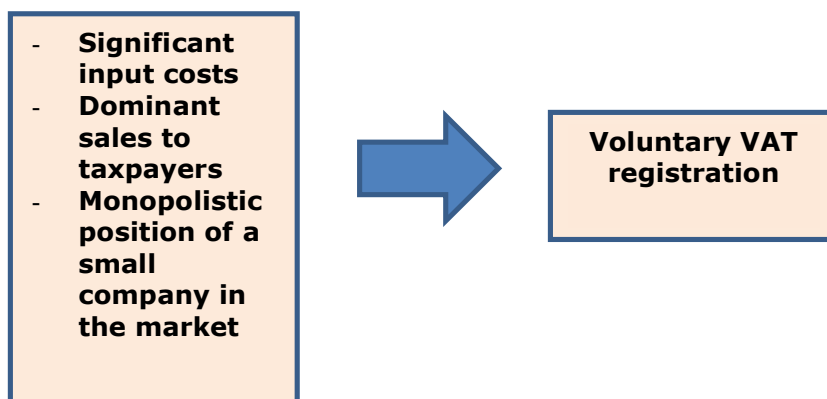 - Significant
input costs
- Dominant
sales to
taxpayers
- Monopolistic
position of a
small
company in
the market
Voluntary VAT
registration